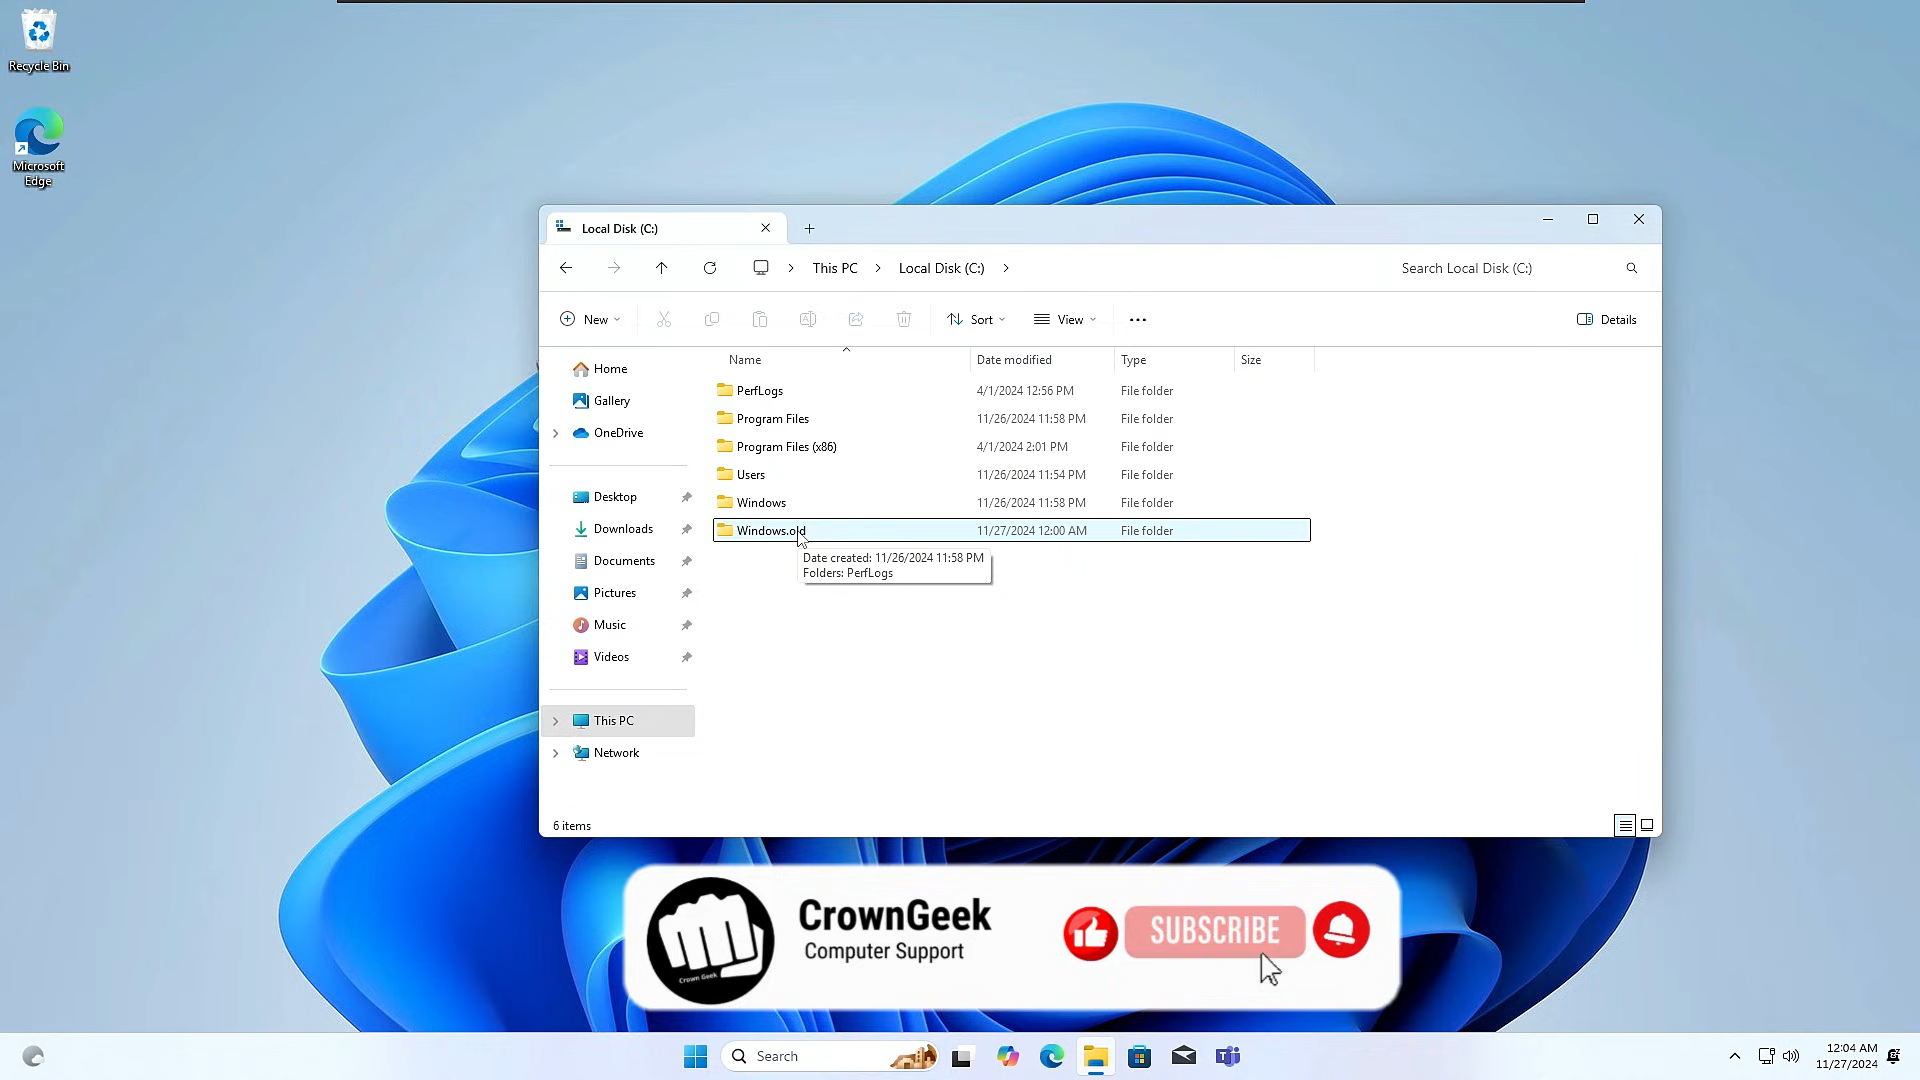 Recycle Bin
Microsoft
Edge
Local Disk (C:)
This PC
Local Disk (C:)
Search Local Disk (C:)
New
Sort
View
Details
Home
Gallery
OneDrive
Desktop
Downloads
Documents
Pictures
Music
Videos
This PC
Network
Name Date modified Type Size
PerfLogs 4/1/2024 12:56 PM File folder
Program Files 11/26/2024 11:58 PM File folder
Program Files (x86) 4/1/2024 2:01 PM File folder
Users 11/26/2024 11:54 PM File folder
Windows 11/26/2024 11:58 PM File folder
Windows.old 11/27/2024 12:00 AM File folder
Date created: 11/26/2024 11:58 PM
Folders: PerfLogs
6 items
Crown Geek
CrownGeek
Computer Support
SUBSCRIBE
Search
12:04 AM
11/27/2024